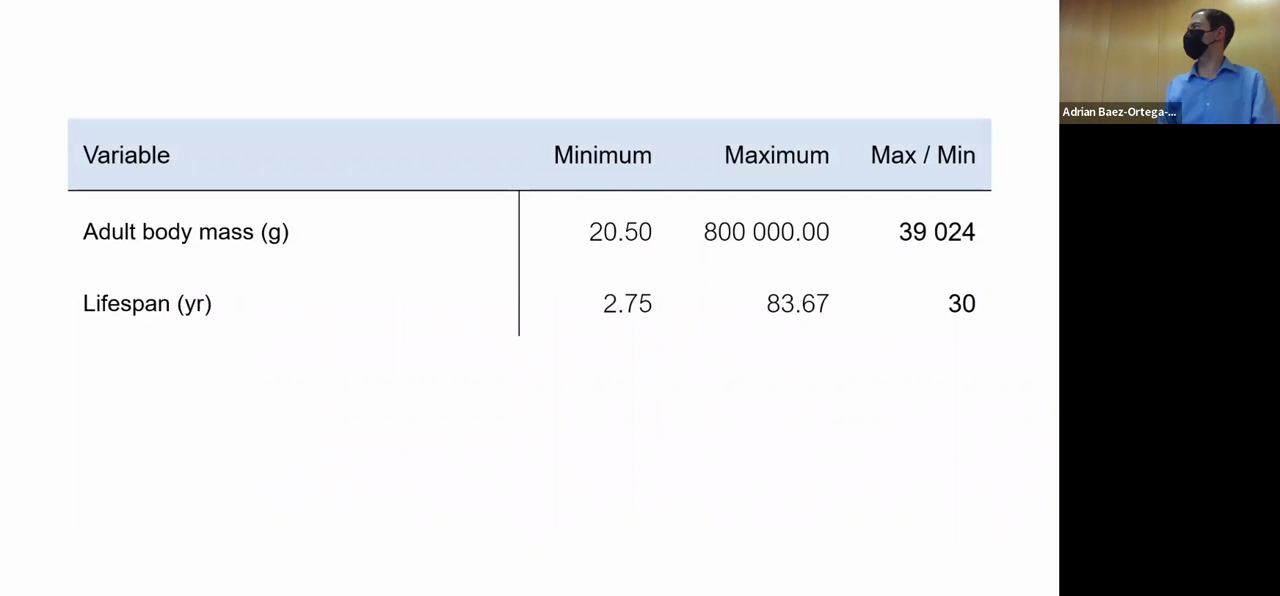 Variable Minimum Maximum Max / Min
Adult body mass (g) 20.50 800 000.00 39 024
Lifespan (yr) 2.75 83.67 30
Adrian Baez-Ortega-...